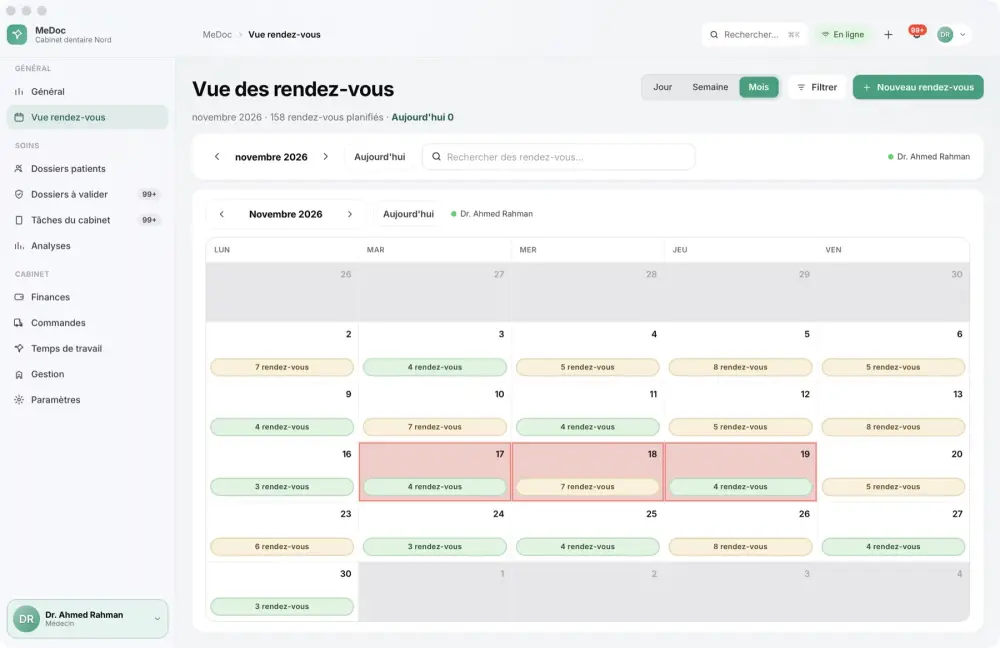 MeDoc
Cabinet dentaire Nord
MeDoc > Vue rendez-vous
Rechercher... ⌘K
En ligne
99+
DR
GÉNÉRAL
Général
Vue rendez-vous
SOINS
Dossiers patients
Dossiers à valider 99+
Tâches du cabinet 99+
Analyses
CABINET
Finances
Commandes
Temps de travail
Gestion
Paramètres
DR
Dr. Ahmed Rahman
Médecin
Vue des rendez-vous
novembre 2026 · 158 rendez-vous planifiés · Aujourd'hui 0
Jour Semaine Mois
Filtrer
+ Nouveau rendez-vous
novembre 2026
Aujourd'hui
Rechercher des rendez-vous...
Dr. Ahmed Rahman
Novembre 2026
Aujourd'hui
Dr. Ahmed Rahman
LUN MAR MER JEU VEN
26 27 28 29 30
2 3 4 5 6
7 rendez-vous 4 rendez-vous 5 rendez-vous 8 rendez-vous 5 rendez-vous
9 10 11 12 13
4 rendez-vous 7 rendez-vous 4 rendez-vous 5 rendez-vous 8 rendez-vous
16 17 18 19 20
3 rendez-vous 4 rendez-vous 7 rendez-vous 4 rendez-vous 5 rendez-vous
23 24 25 26 27
6 rendez-vous 3 rendez-vous 4 rendez-vous 8 rendez-vous 4 rendez-vous
30 1 2 3 4
3 rendez-vous